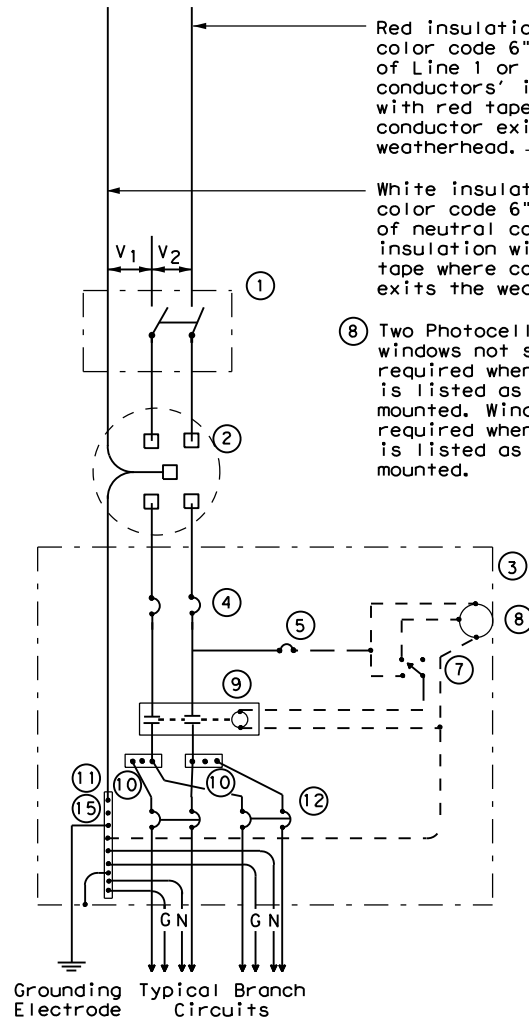 Red insulatio
color code 6"
of Line 1 or
conductors' i
with red tape
conductor exi
weatherhead.
White insulat
color code 6"
of neutral co
insulation wi
tape where co
exits the wea
V1 V2
1
8 Two Photocell
windows not s
required when
is listed as
mounted. Wind
required when
is listed as
mounted.
2
3
4
5
8
7
9
11
10
10
12
15
G N G N
Grounding
Electrode
Typical Branch
Circuits